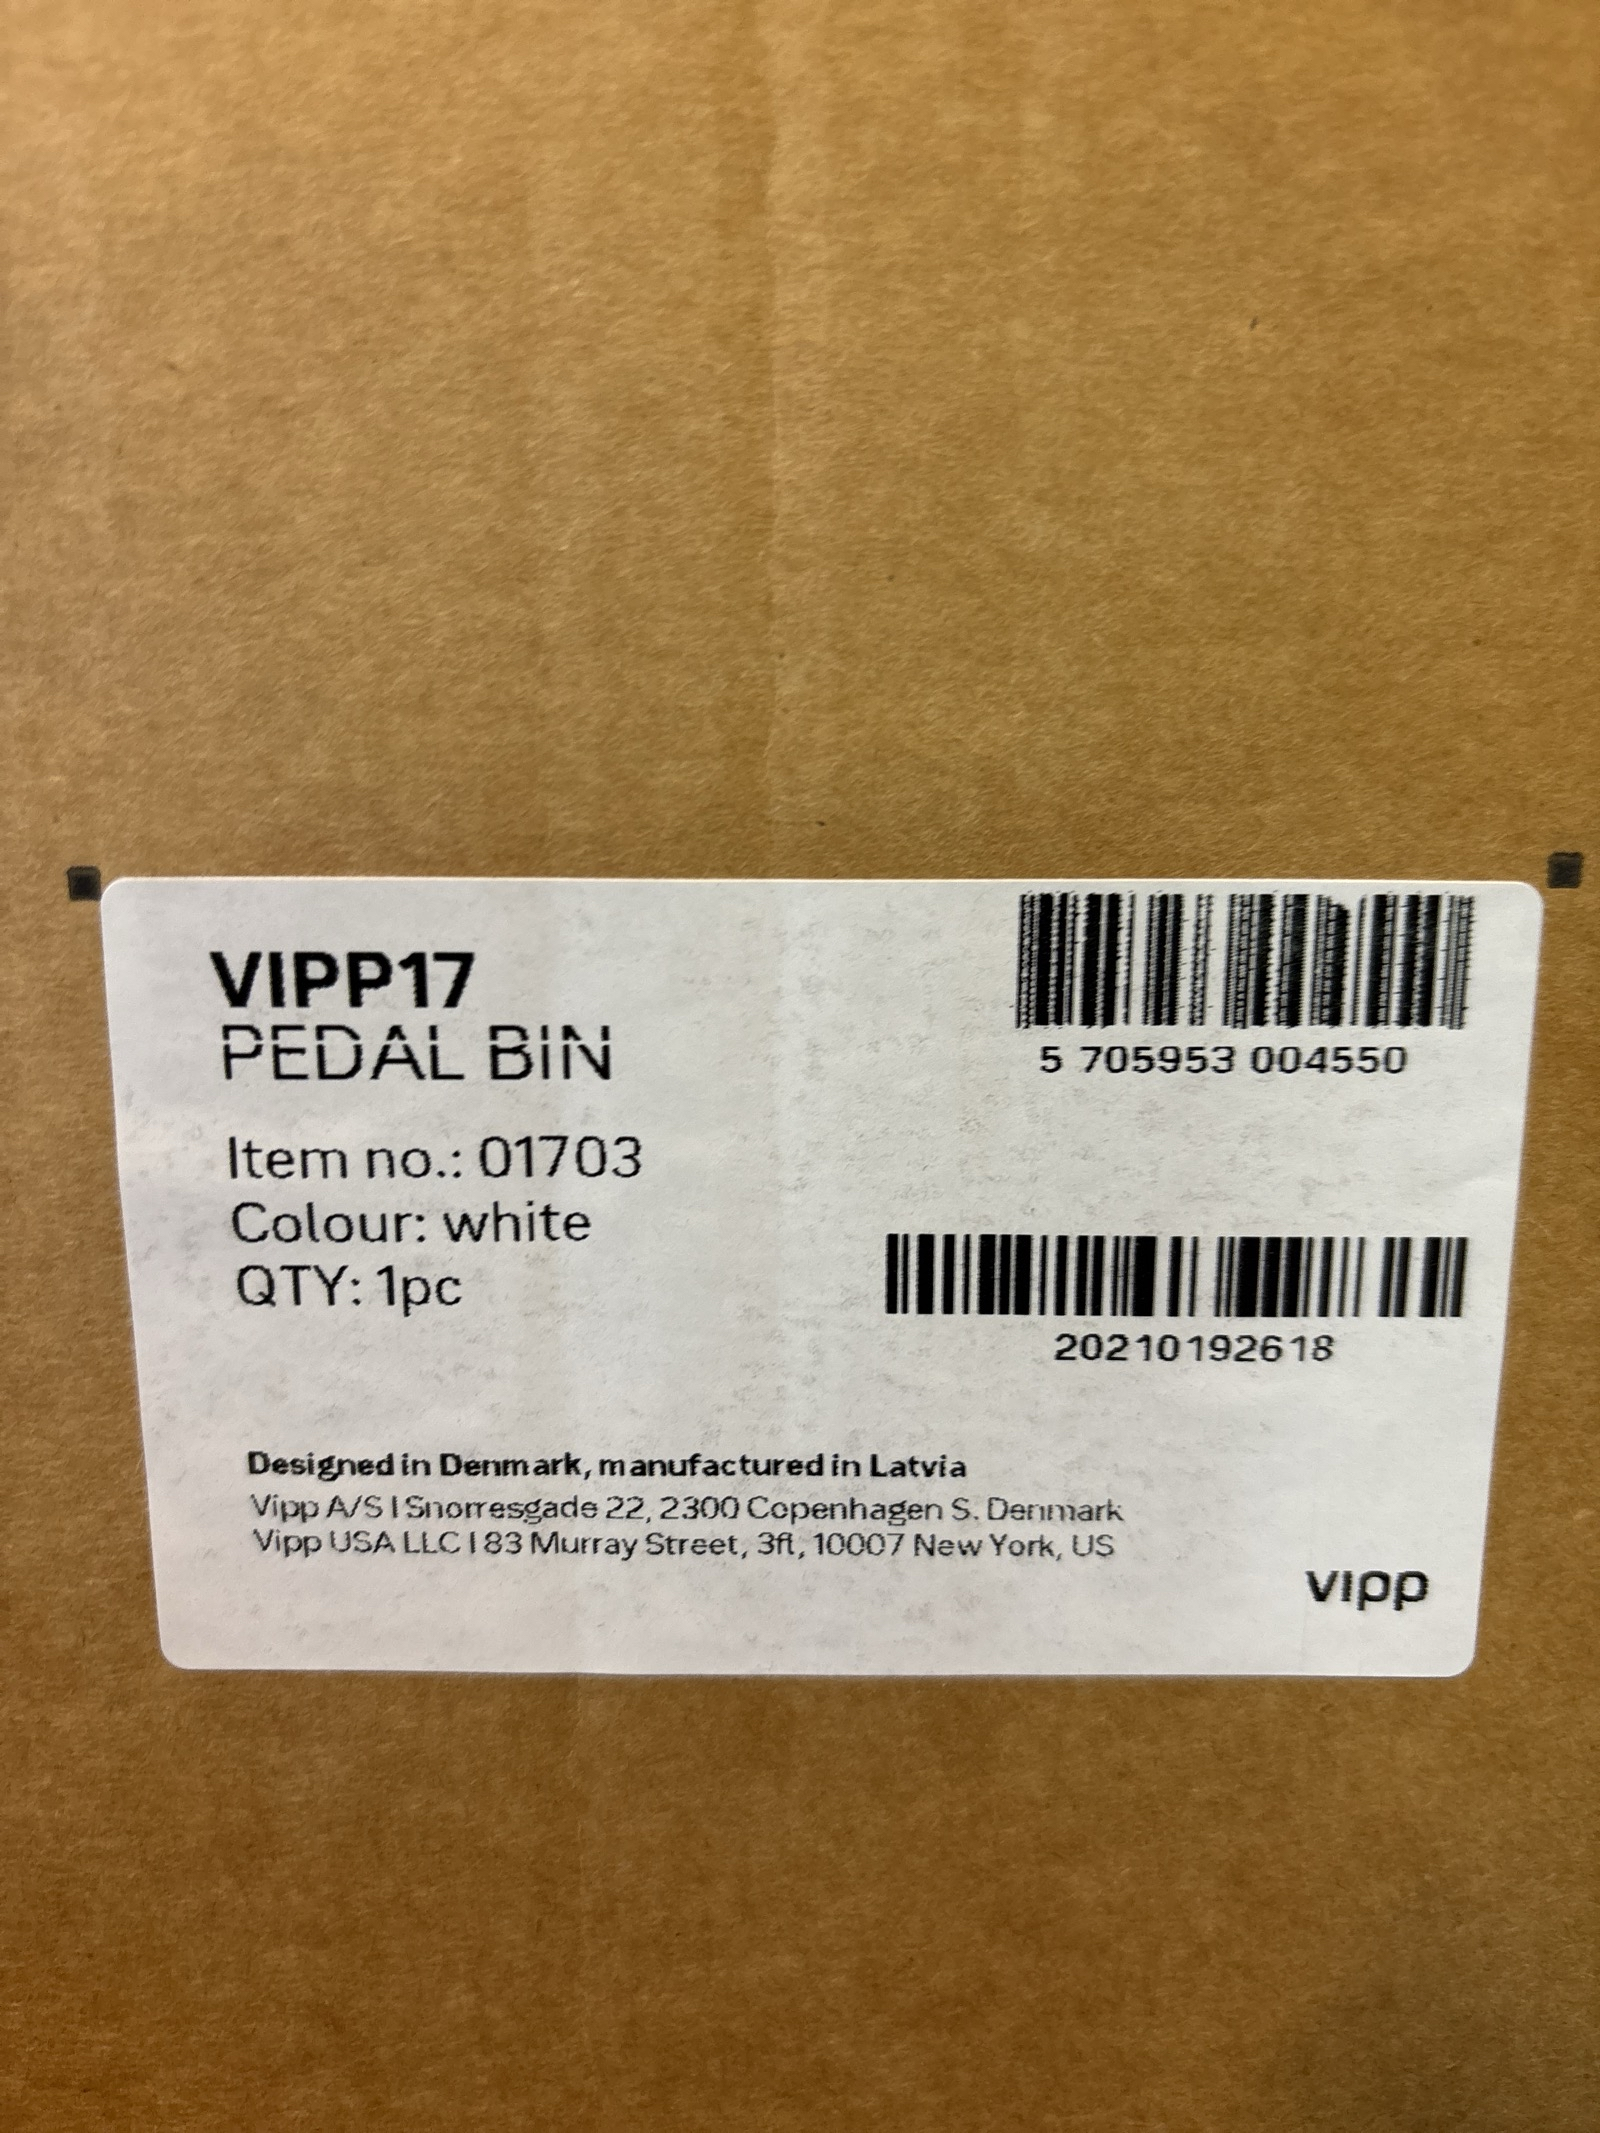 VIPP17
PEDAL BIN
Item no.: 01703
Colour: white
QTY: 1pc
5 705953 004550
20210192618
Designed in Denmark, manufactured in Latvia
Vipp A/S | Snorresgade 22, 2300 Copenhagen S. Denmark
Vipp USA LLC | 83 Murray Street, 3fl, 10007 New York, US
vipp